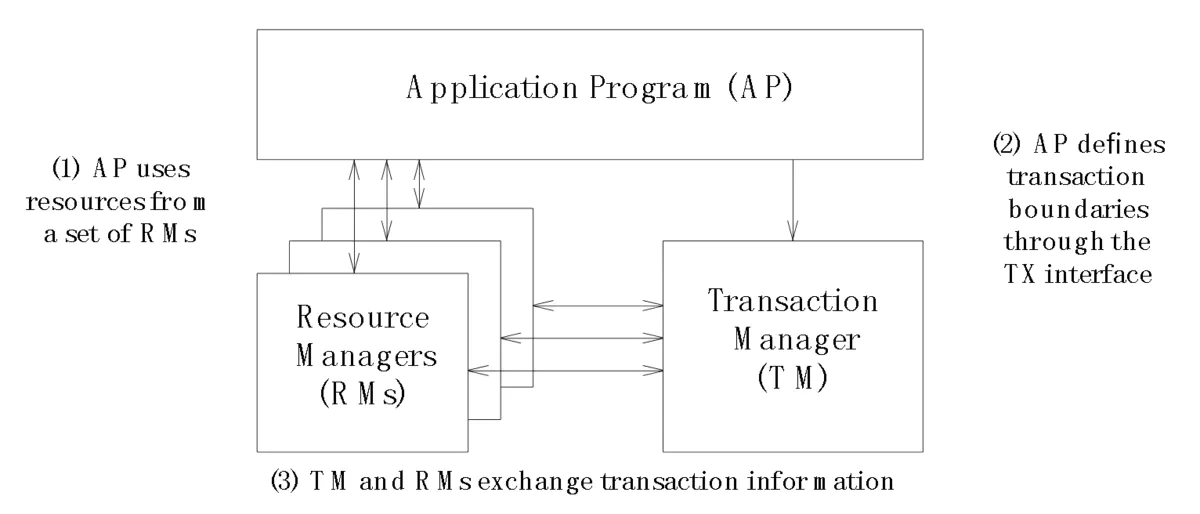 Application Program (AP)
(1) AP uses
resources from
a set of RMs
(2) AP defines
transaction
boundaries
through the
TX interface
Resource
Managers
(RMs)
Transaction
Manager
(TM)
(3) TM and RMs exchange transaction information